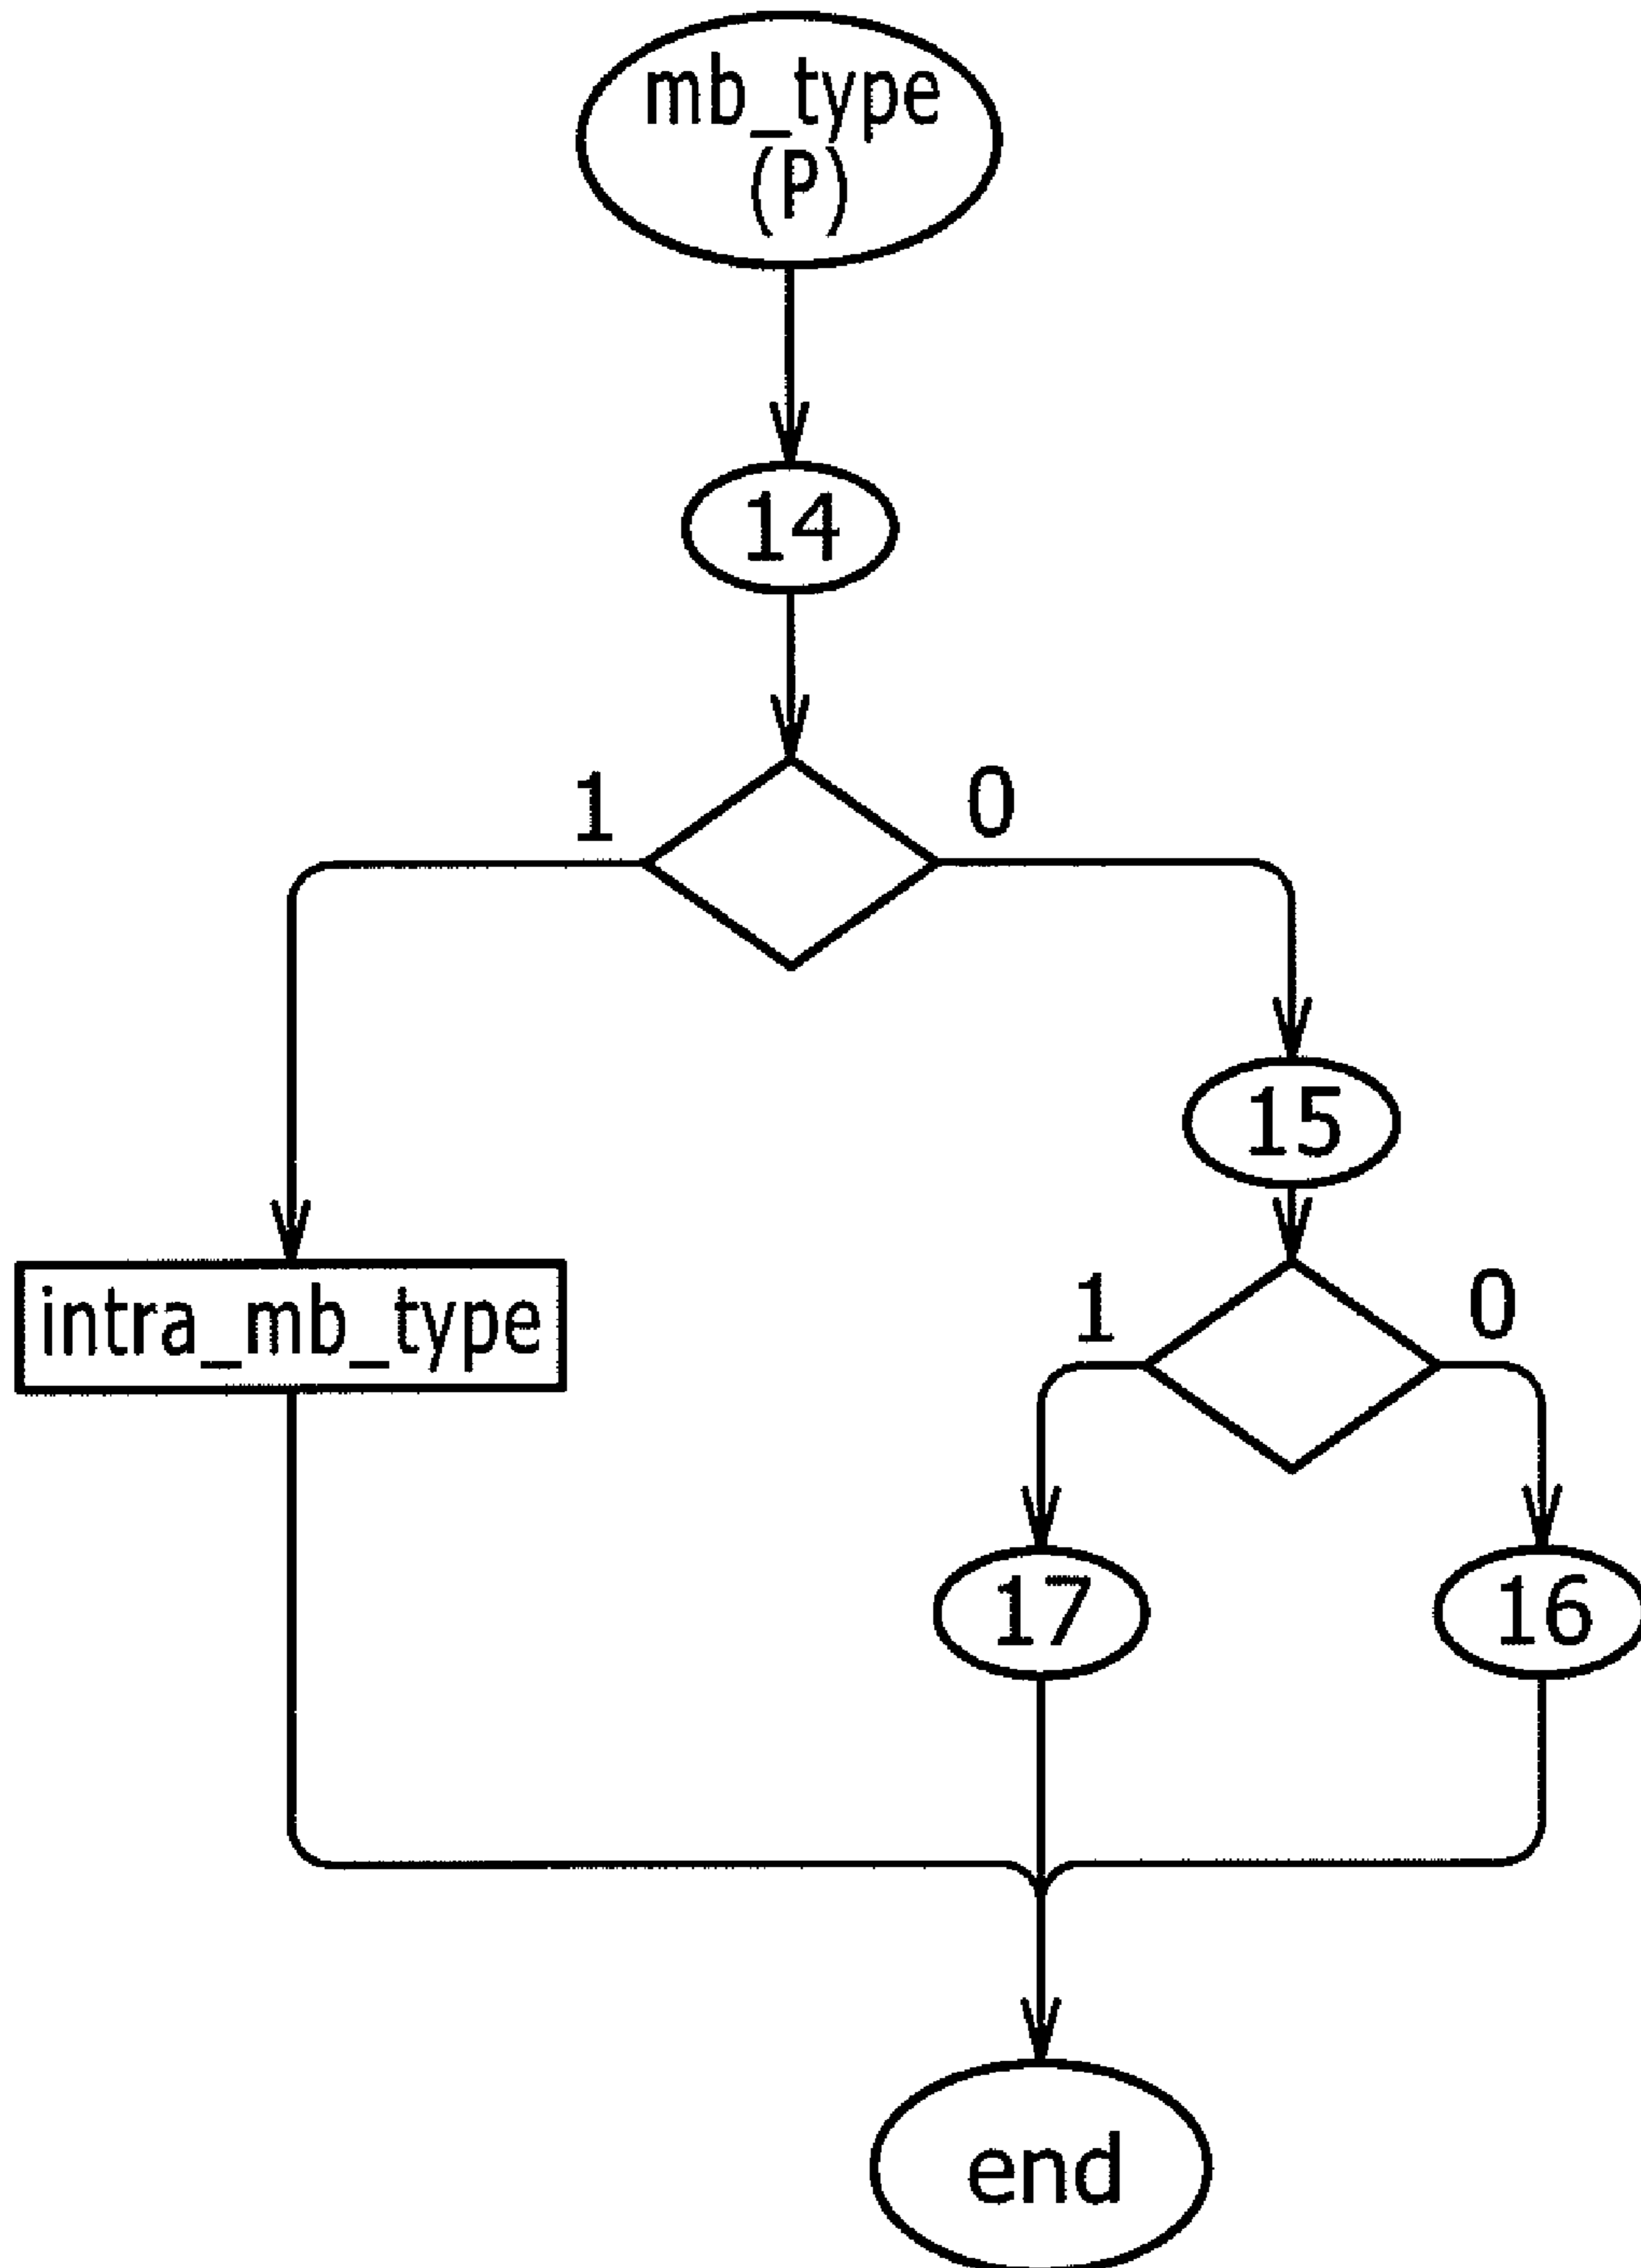 mb_type
(P)
14
1
0
15
intra_mb_type
1
0
17
16
end